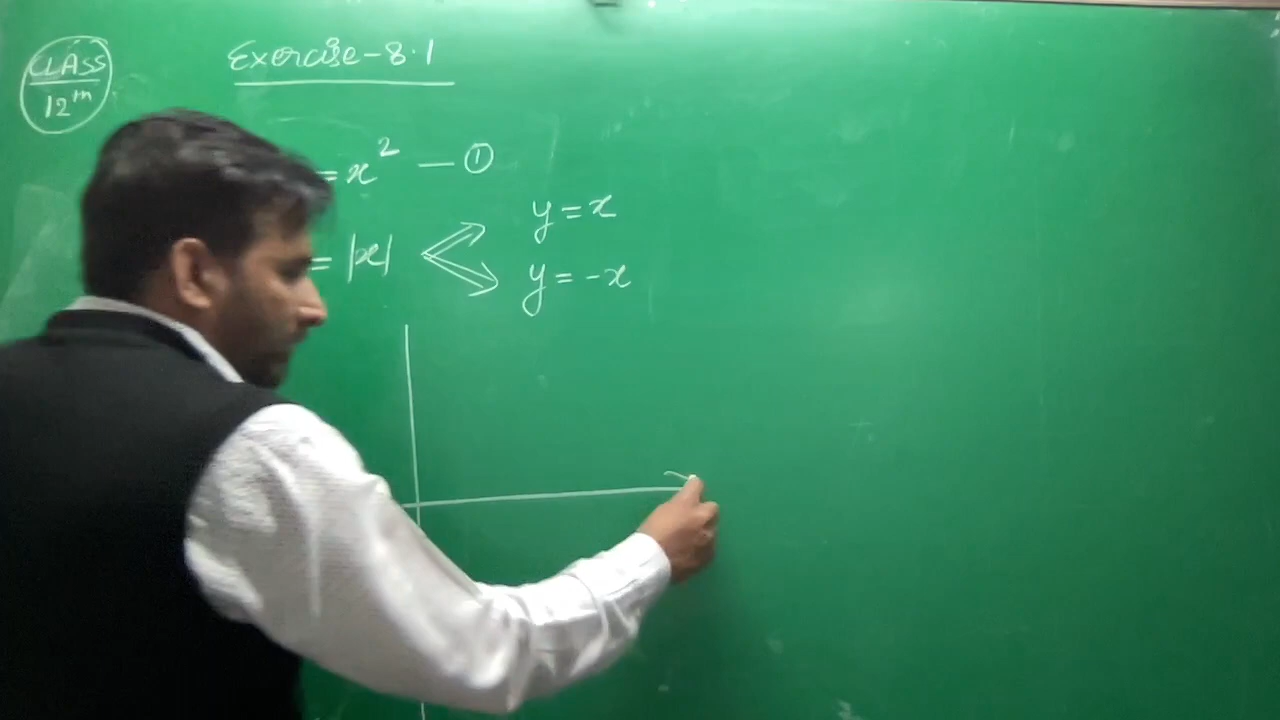 CLASS
12th
Exercise-8.1
= x² — ①
= |x|
y = x
y = -x